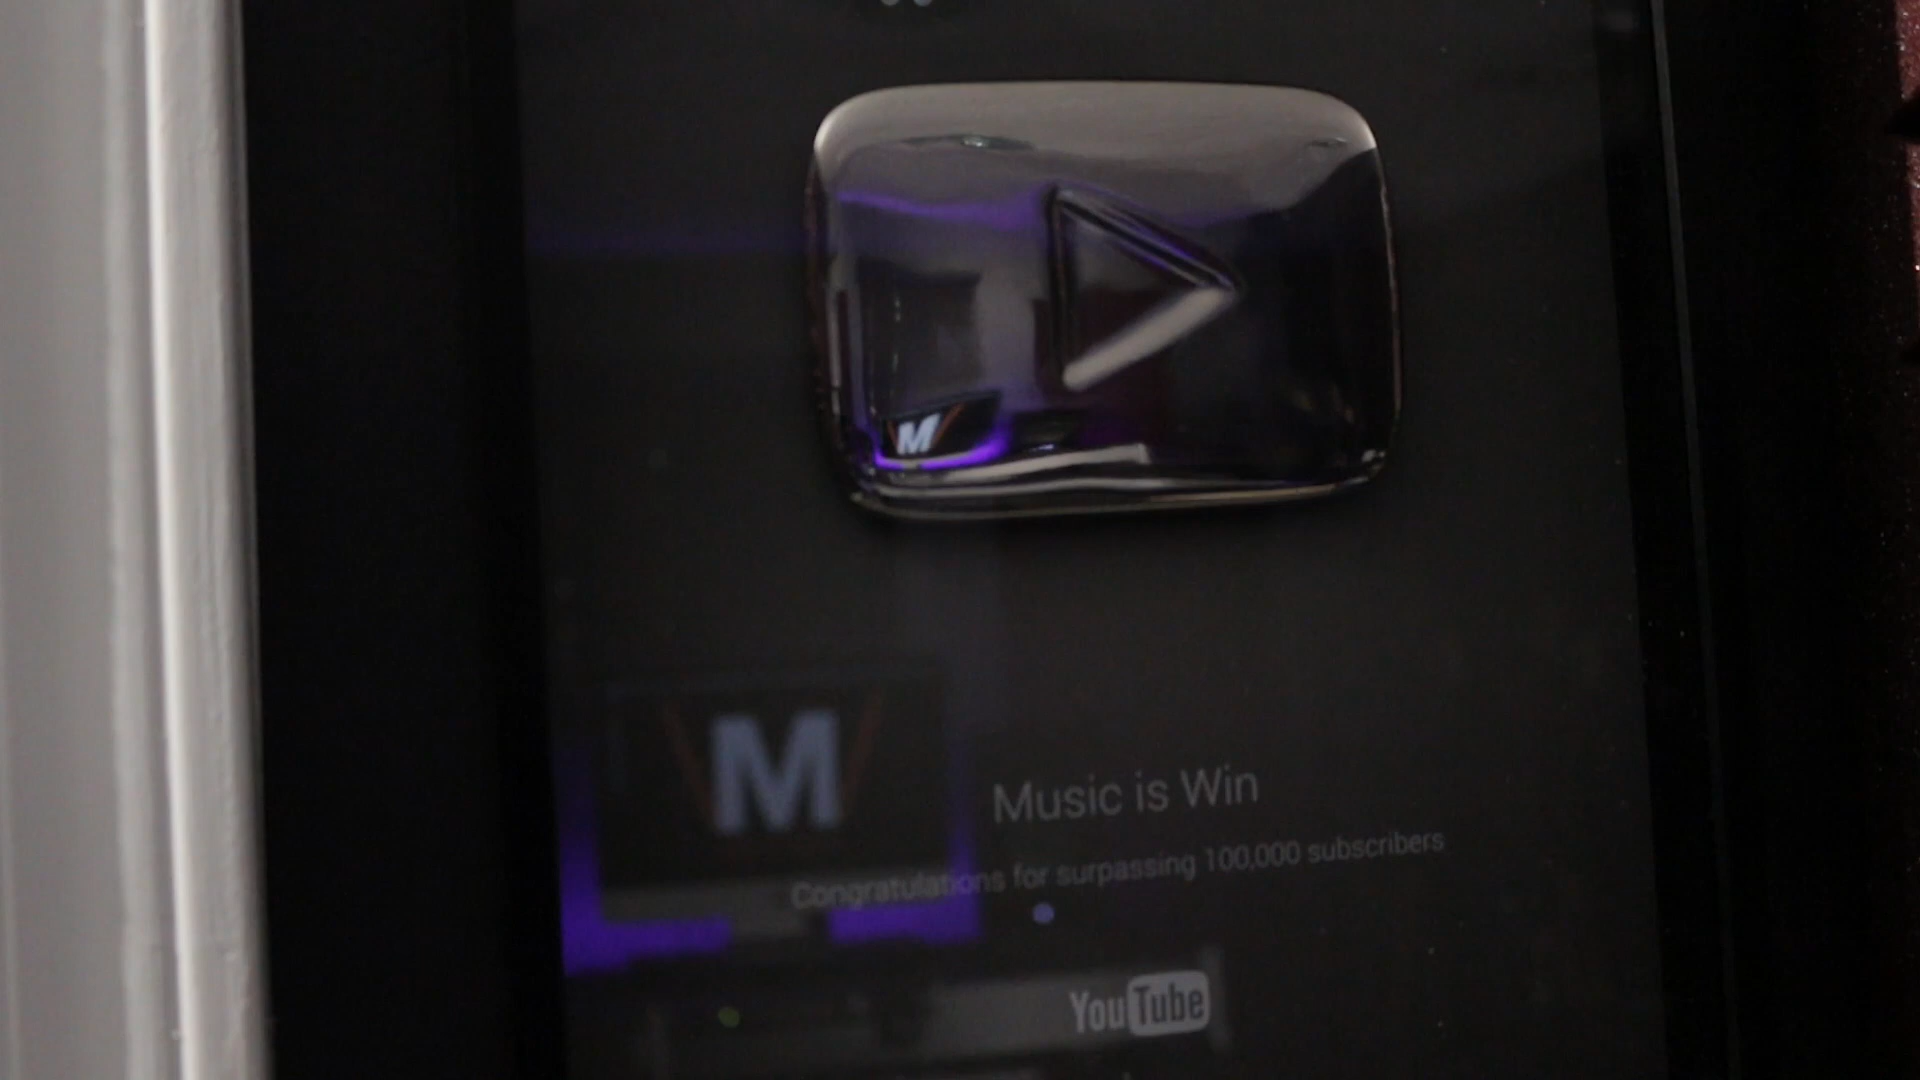 M
M
Music is Win
Congratulations for surpassing 100,000 subscribers
YouTube